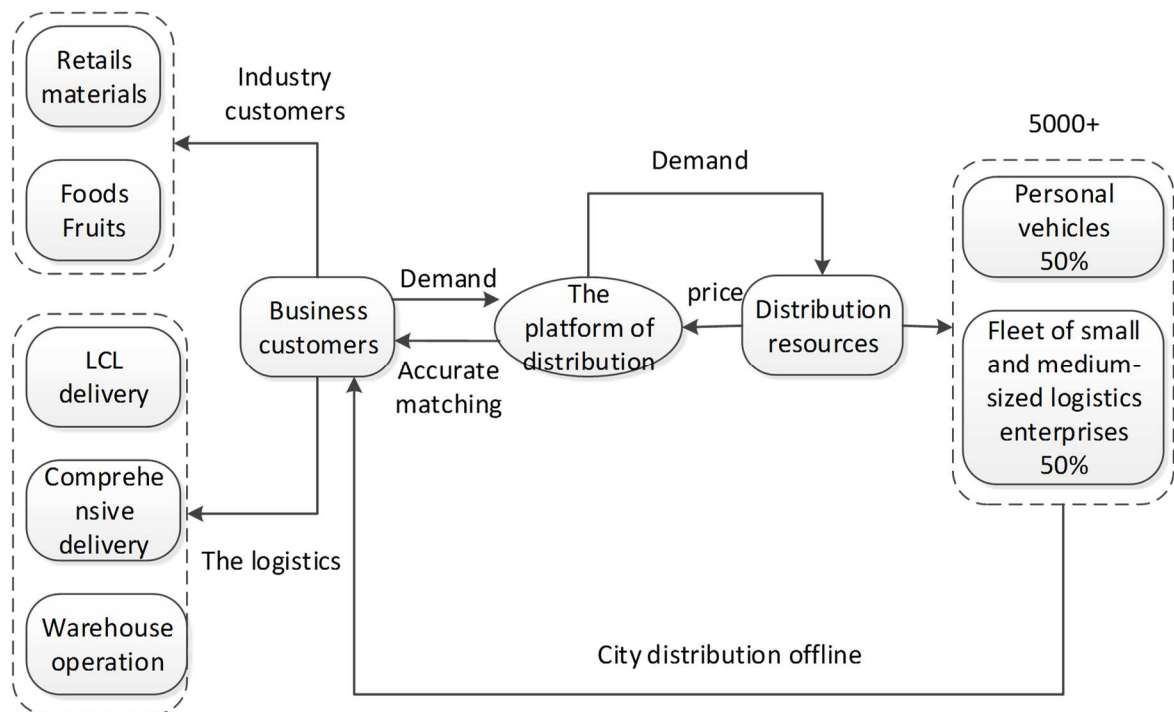 Retails
materials
Foods
Fruits
Industry
customers
LCL
delivery
Comprehe
nsive
delivery
Warehouse
operation
The logistics
Business
customers
Demand
Accurate
matching
The
platform of
distribution
Demand
price
Distribution
resources
5000+
Personal
vehicles
50%
Fleet of small
and medium-
sized logistics
enterprises
50%
City distribution offline